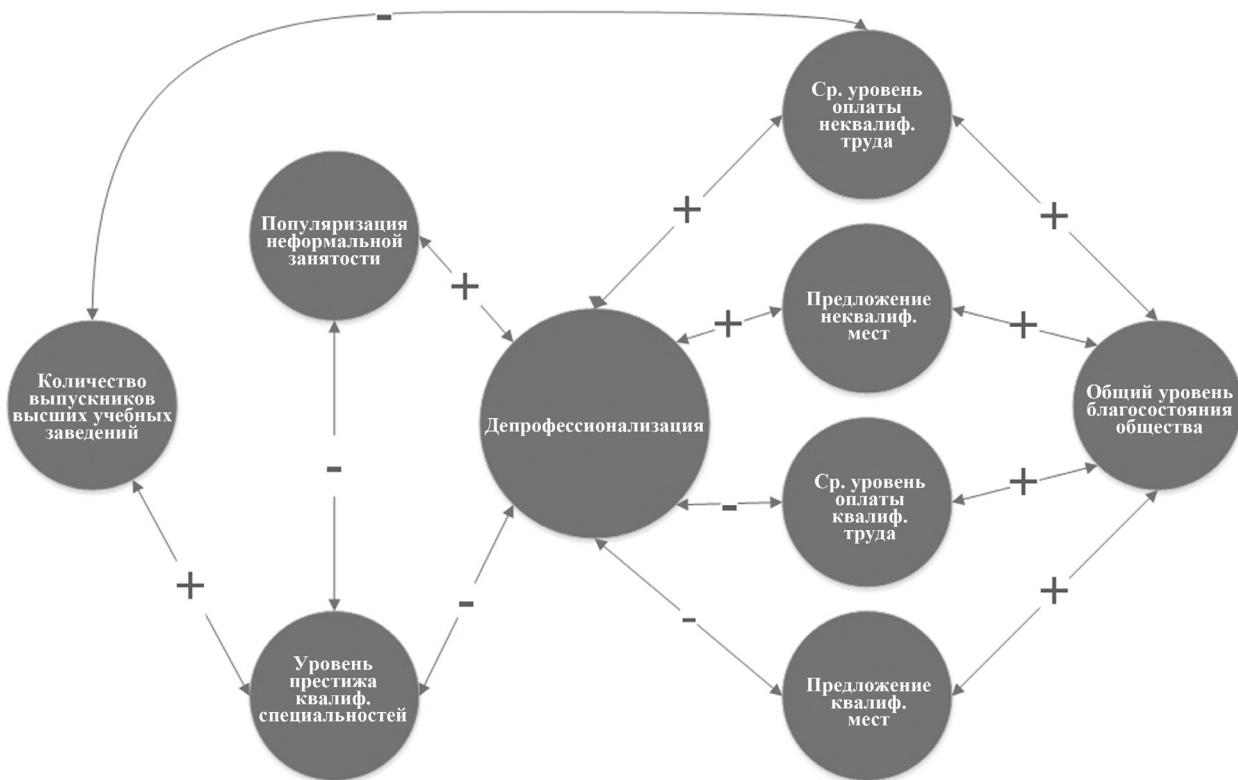 -
Ср. уровень
оплаты
неквалиф.
труда
+
+
Популяризация
неформальной
занятости
+
Предложение
неквалиф.
мест
+
+
Количество
выпускников
высших учебных
заведений
Депрофессионализация
Общий уровень
благосостояния
общества
-
Ср. уровень
оплаты
квалиф.
труда
-
+
+
-
-
+
Уровень
престижа
квалиф.
специальностей
Предложение
квалиф.
мест